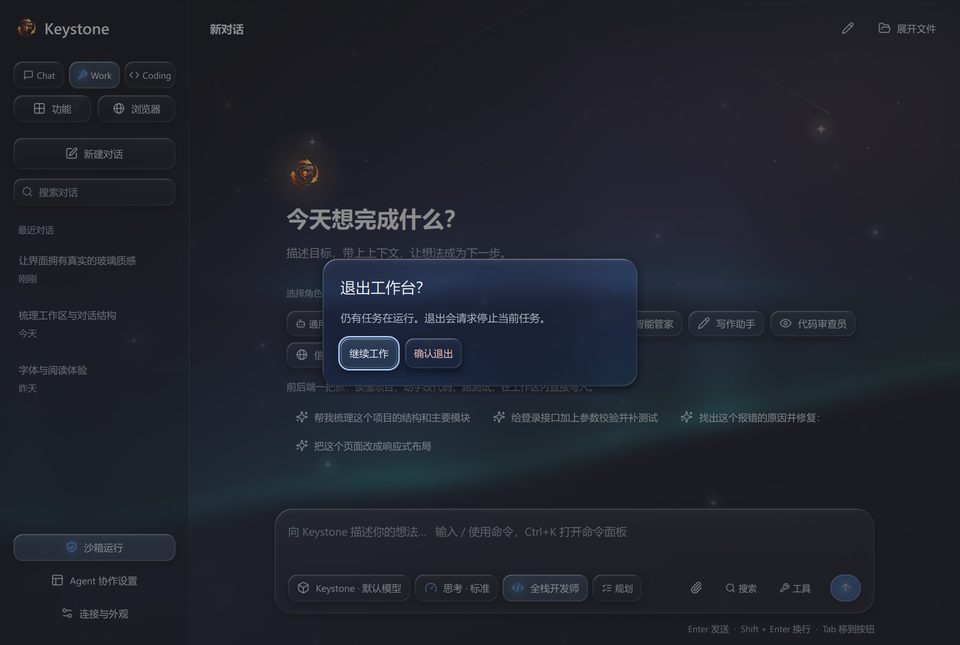 Keystone
新对话
展开文件
Chat
Work
Coding
功能
浏览器
新建对话
搜索对话
最近对话
让界面拥有真实的玻璃质感
刚刚
梳理工作区与对话结构
今天
字体与阅读体验
昨天
今天想完成什么?
描述目标，带上上下文，让想法成为下一步。
选择角色
退出工作台?
仍有任务在运行。退出会请求停止当前任务。
继续工作
确认退出
智能管家
写作助手
代码审查员
帮我梳理这个项目的结构和主要模块
给登录接口加上参数校验并补测试
找出这个报错的原因并修复:
把这个页面改成响应式布局
向 Keystone 描述你的想法... 输入 / 使用命令，Ctrl+K 打开命令面板
Keystone · 默认模型
思考 · 标准
全栈开发师
规划
搜索
工具
Enter 发送 · Shift + Enter 换行 · Tab 移到按钮
沙箱运行
Agent 协作设置
连接与外观